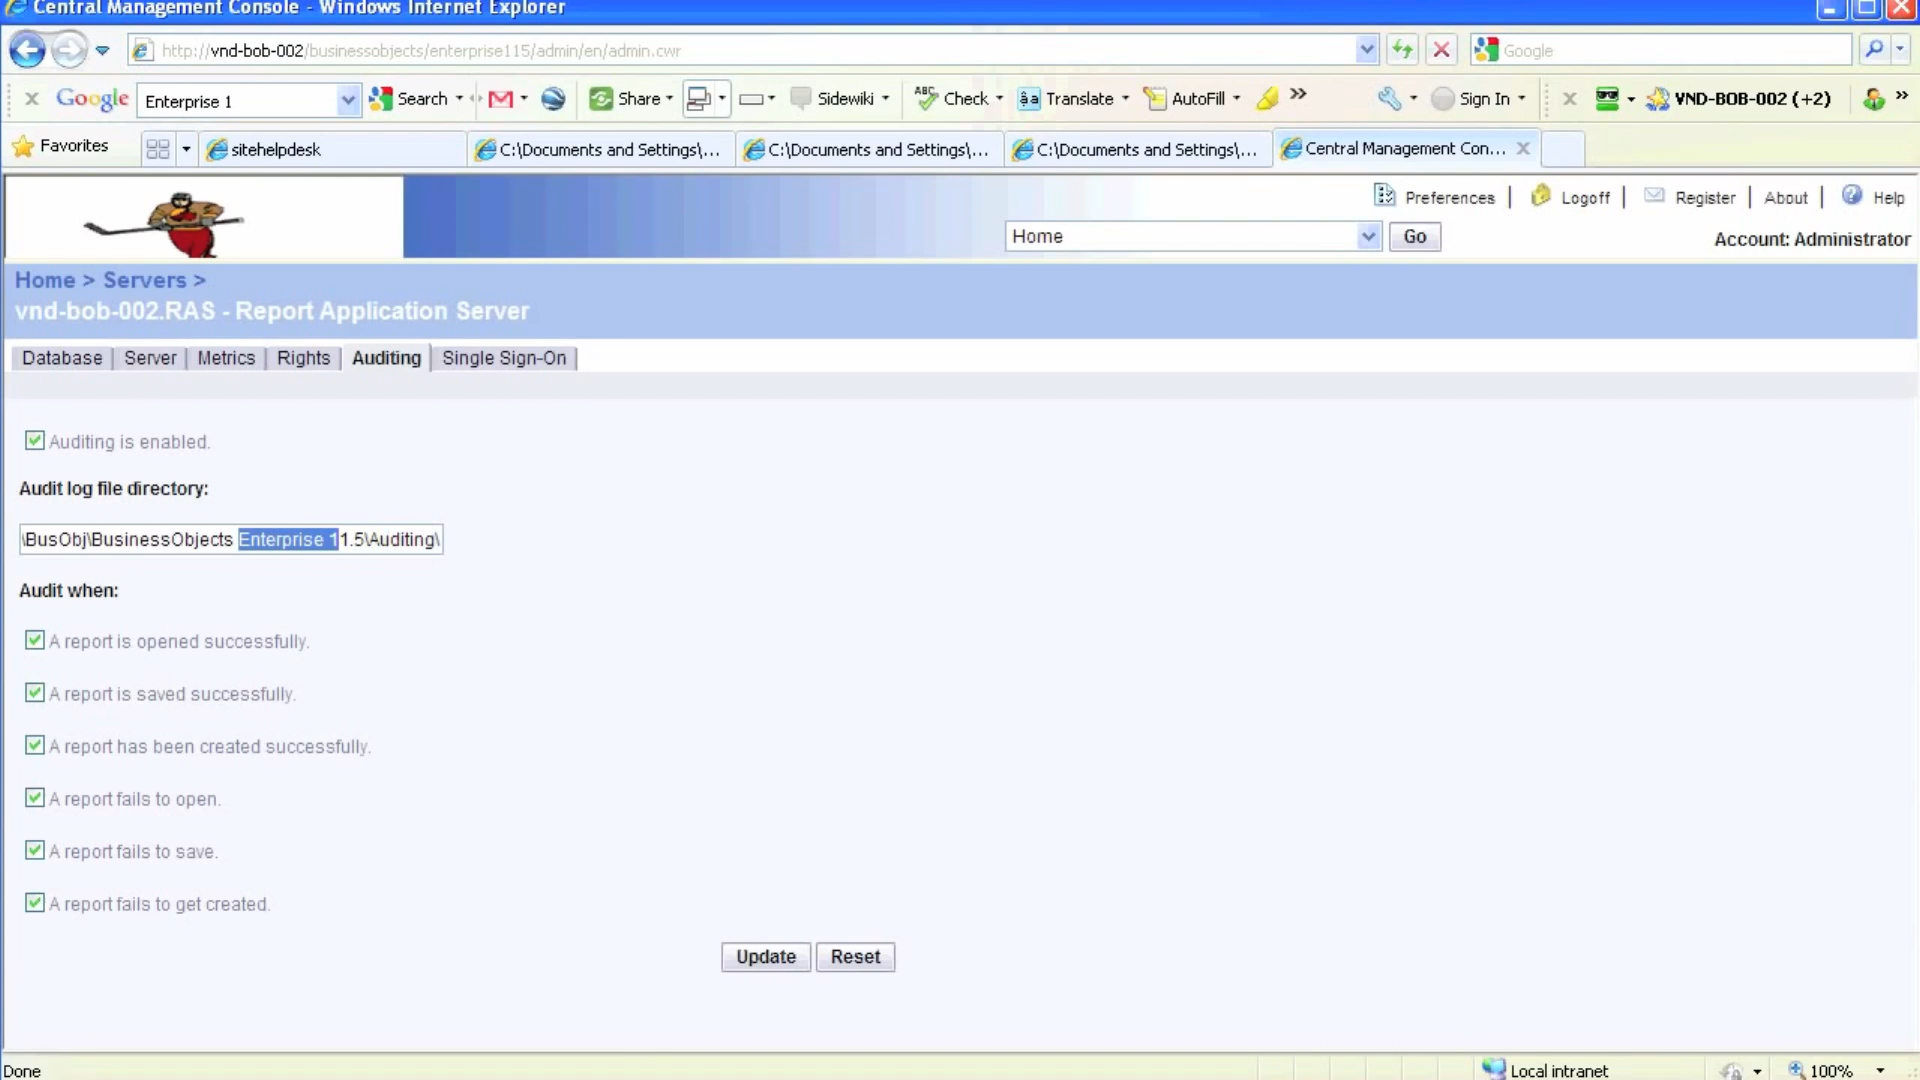 Central Management Console - Windows Internet Explorer
http://vnd-bob-002/businessobjects/enterprise115/admin/en/admin.cwr
Google
Google
Enterprise 1
Search
Share
Sidewiki
ABC
Check
Translate
AutoFill
Sign In
VND-BOB-002 (+2)
Favorites
sitehelpdesk
C:\Documents and Settings\...
C:\Documents and Settings\...
C:\Documents and Settings\...
Central Management Con...
Preferences | Logoff | Register | About | Help
Home
Go
Account: Administrator
Home > Servers >
vnd-bob-002.RAS - Report Application Server
Database | Server | Metrics | Rights | Auditing | Single Sign-On
Auditing is enabled.
Audit log file directory:
\BusObj\BusinessObjects Enterprise 11.5\Auditing\
Audit when:
A report is opened successfully.
A report is saved successfully.
A report has been created successfully.
A report fails to open.
A report fails to save.
A report fails to get created.
Update
Reset
Done
Local intranet
100%